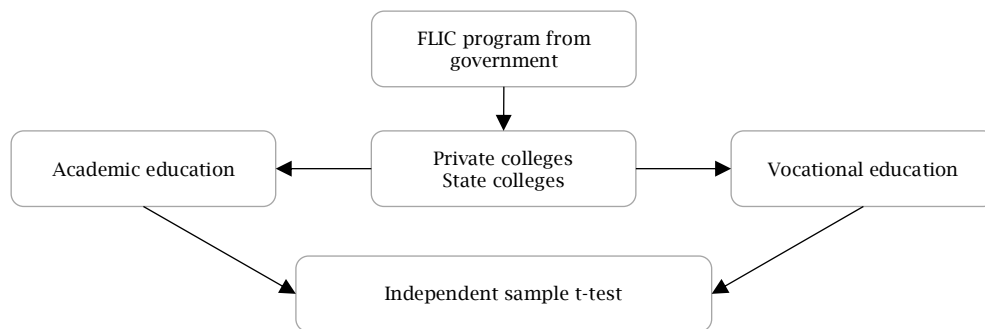 FLIC program from
government
Academic education
Private colleges
State colleges
Vocational education
Independent sample t-test